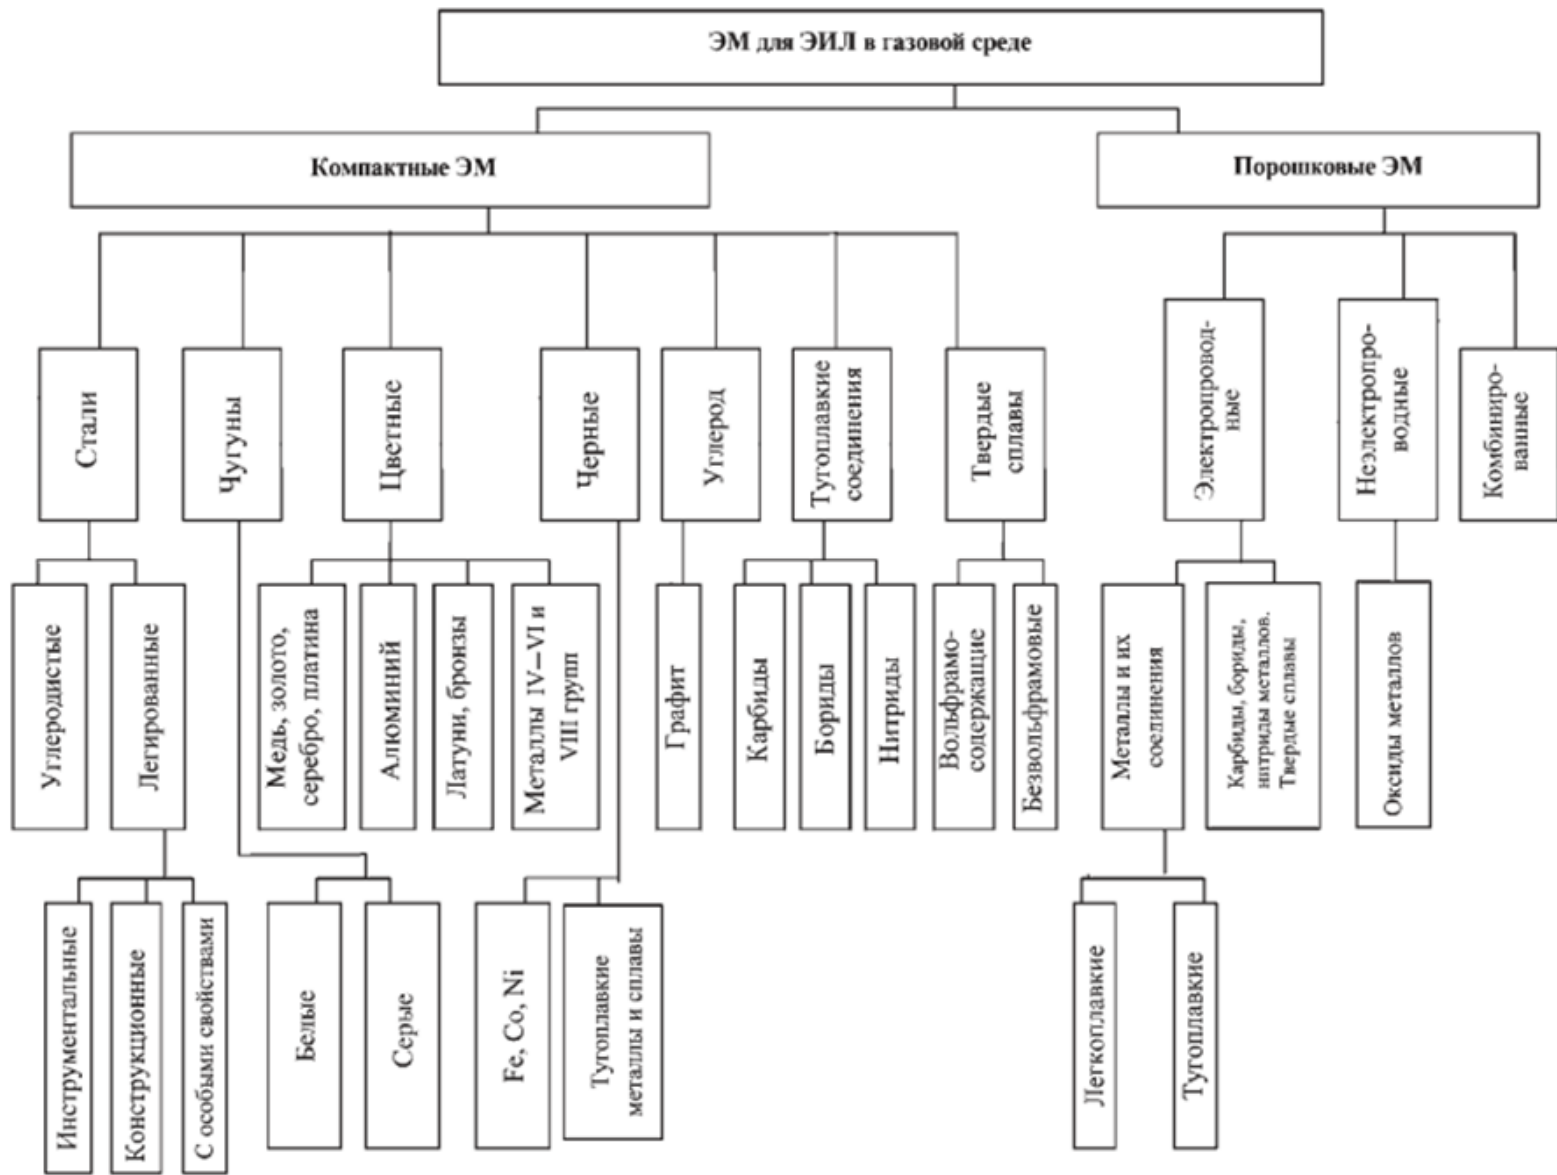 ЭМ для ЭИЛ в газовой среде
Компактные ЭМ
Порошковые ЭМ
Стали
Чугуны
Цветные
Черные
Углерод
Тугоплавкие
соединения
Твердые
сплавы
Электропровод-
ные
Неэлектропро-
водные
Комбиниро-
ванные
Углеродистые
Легированные
Медь, золото,
серебро, платина
Алюминий
Латуни, бронзы
Металлы IV–VI и
VIII групп
Графит
Карбиды
Бориды
Нитриды
Вольфрамо-
содержащие
Безвольфрамовые
Металлы и их
соединения
Карбиды, бориды,
нитриды металлов.
Твердые сплавы
Оксиды металлов
Инструментальные
Конструкционные
С особыми свойствами
Белые
Серые
Fe, Co, Ni
Тугоплавкие
металлы и сплавы
Легкоплавкие
Тугоплавкие